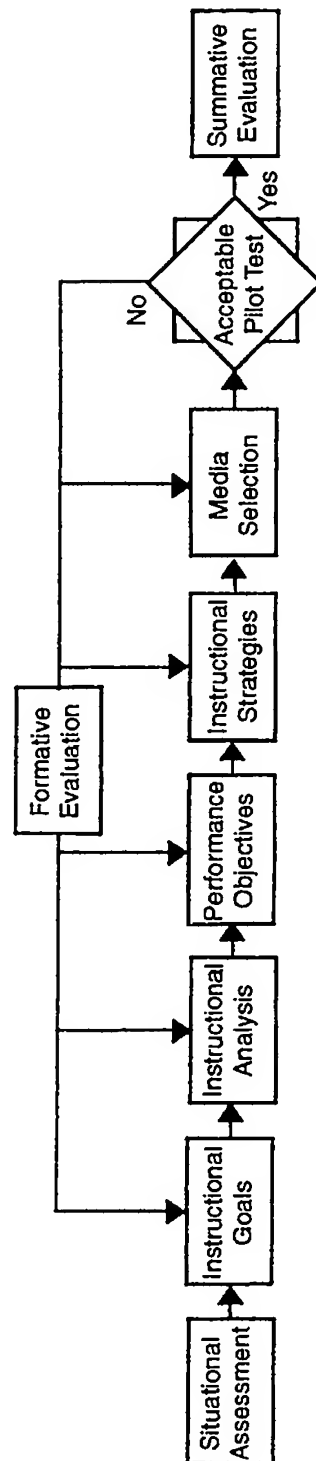 Situational
Assessment
Instructional
Goals
Instructional
Analysis
Performance
Objectives
Instructional
Strategies
Media
Selection
Acceptable
Pilot Test
No
Yes
Summative
Evaluation
Formative
Evaluation